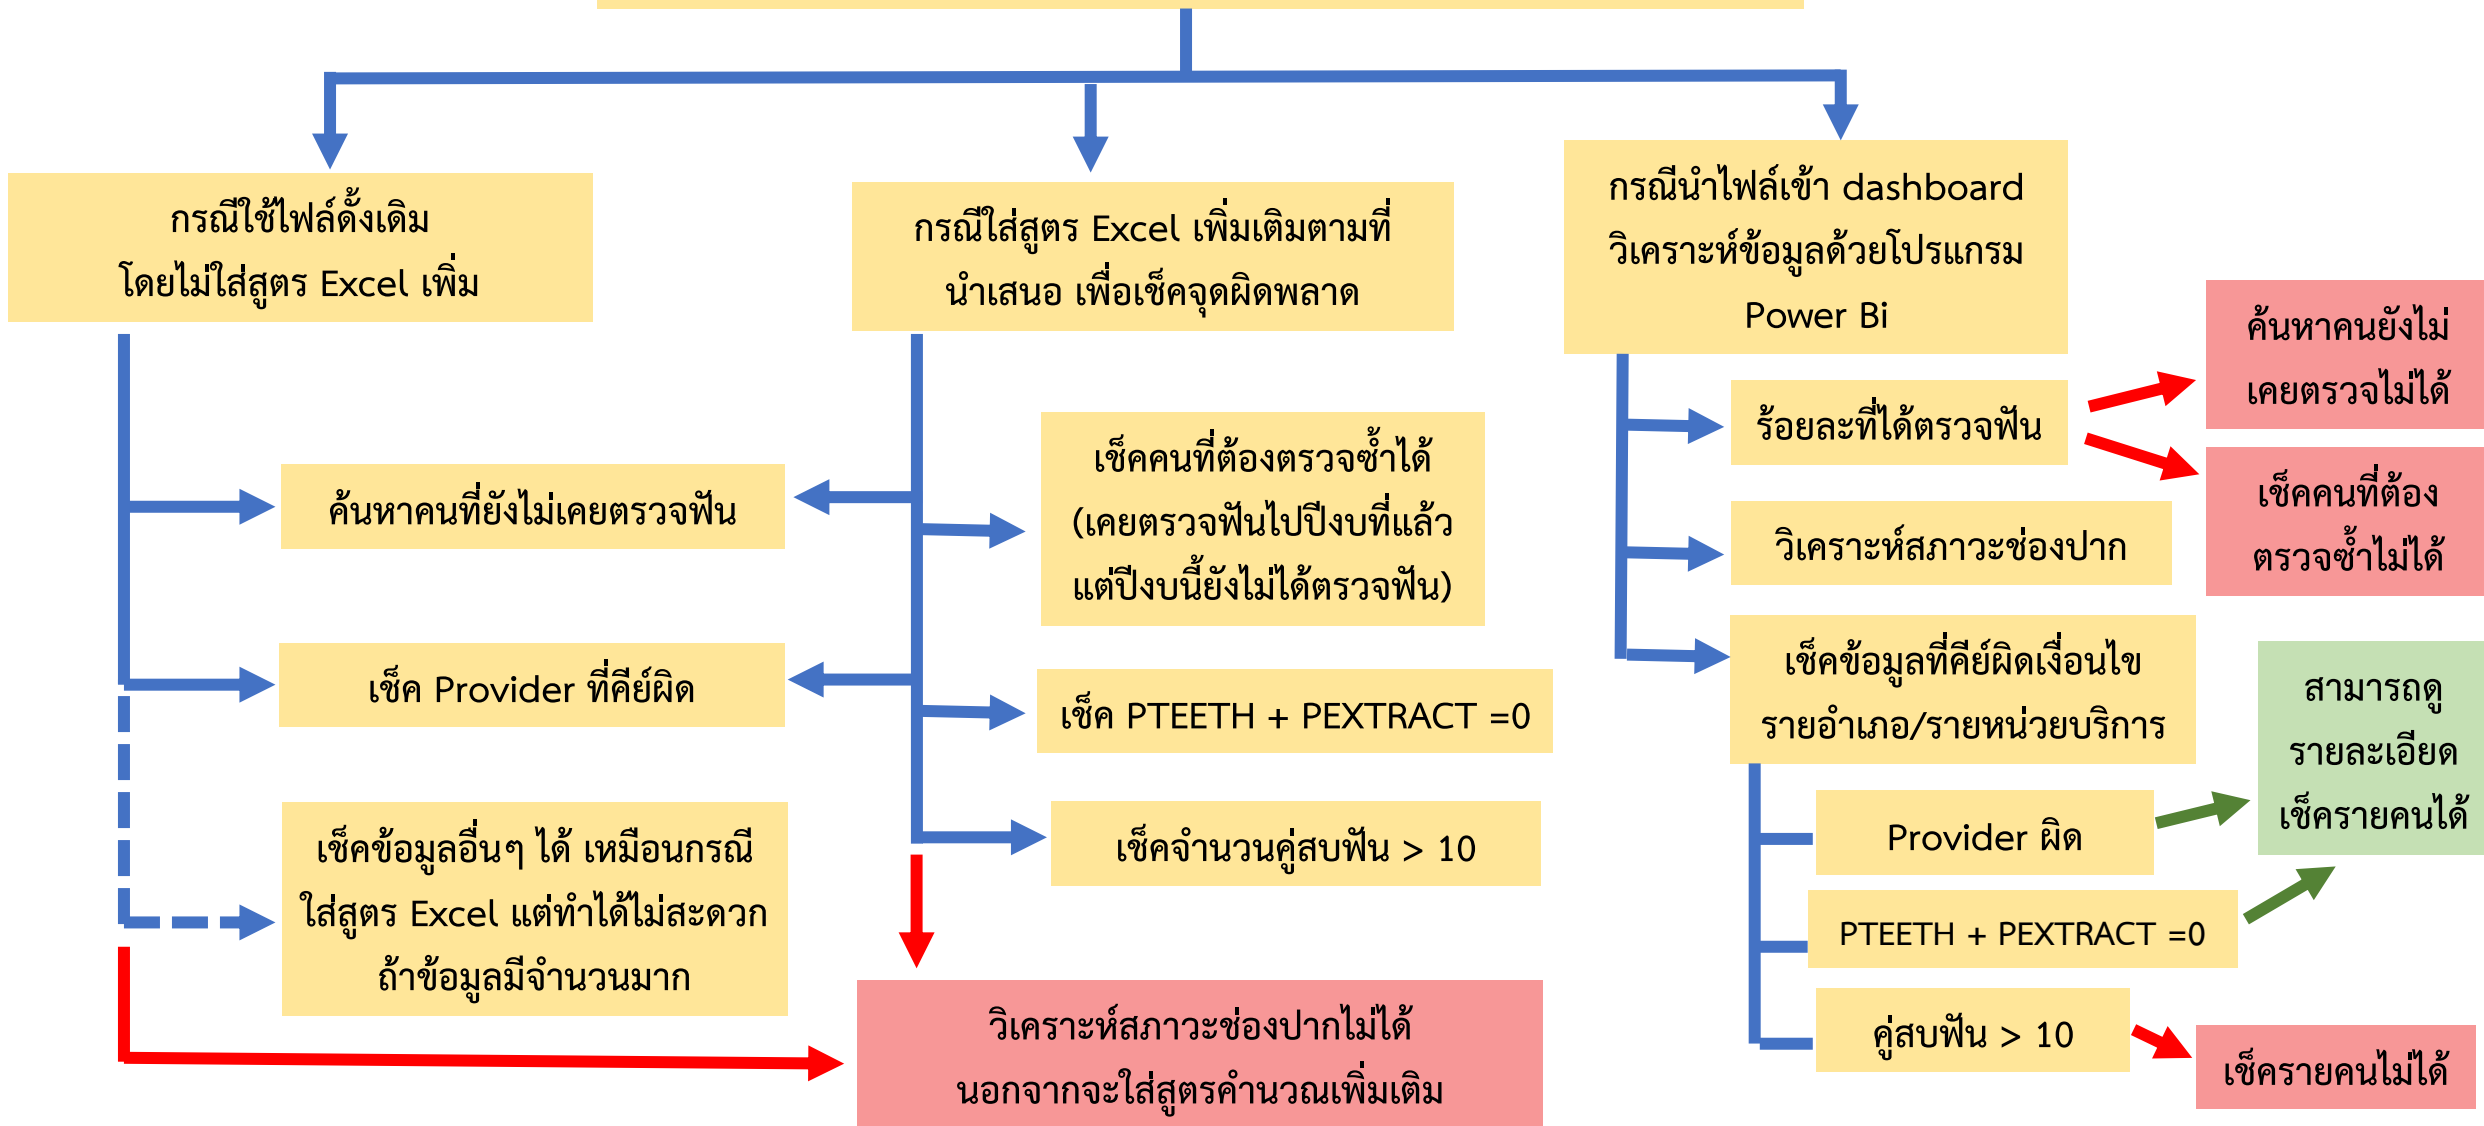 กรณีใช้ไฟล์ดั้งเดิม
โดยไม่ใส่สูตร Excel เพิ่ม
ค้นหาคนที่ยังไม่เคยตรวจฟัน
เช็ค Provider ที่คีย์ผิด
เช็คข้อมูลอื่นๆ ได้ เหมือนกรณี
ใส่สูตร Excel แต่ทำได้ไม่สะดวก
ถ้าข้อมูลมีจำนวนมาก
กรณีใส่สูตร Excel เพิ่มเติมตามที่
นำเสนอ เพื่อเช็คจุดผิดพลาด
เช็คคนที่ต้องตรวจซ้ำได้
(เคยตรวจฟันไปปีงบที่แล้ว
แต่ปีงบนี้ยังไม่ได้ตรวจฟัน)
เช็ค PTEETH + PEXTRACT =0
เช็คจำนวนคู่สบฟัน > 10
วิเคราะห์สภาวะช่องปากไม่ได้
นอกจากจะใส่สูตรคำนวณเพิ่มเติม
กรณีนำไฟล์เข้า dashboard
วิเคราะห์ข้อมูลด้วยโปรแกรม
Power Bi
ร้อยละที่ได้ตรวจฟัน
ค้นหาคนยังไม่
เคยตรวจไม่ได้
เช็คคนที่ต้อง
ตรวจซ้ำไม่ได้
วิเคราะห์สภาวะช่องปาก
เช็คข้อมูลที่คีย์ผิดเงื่อนไข
รายอำเภอ/รายหน่วยบริการ
Provider ผิด
PTEETH + PEXTRACT =0
สามารถดู
รายละเอียด
เช็ครายคนได้
คู่สบฟัน > 10
เช็ครายคนไม่ได้